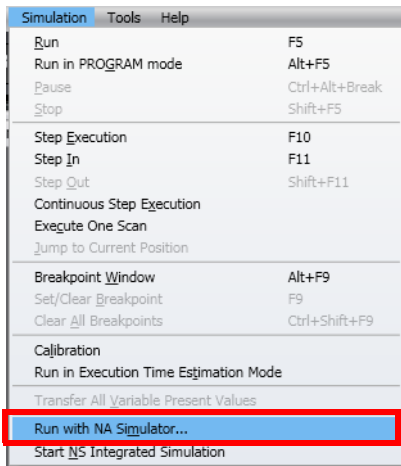 Simulation Tools Help
Run F5
Run in PROGRAM mode Alt+F5
Pause Ctrl+Alt+Break
Stop Shift+F5
Step Execution F10
Step In F11
Step Out Shift+F11
Continuous Step Execution
Execute One Scan
Jump to Current Position
Breakpoint Window Alt+F9
Set/Clear Breakpoint F9
Clear All Breakpoints Ctrl+Shift+F9
Calibration
Run in Execution Time Estimation Mode
Transfer All Variable Present Values
Run with NA Simulator...
Start NS Integrated Simulation